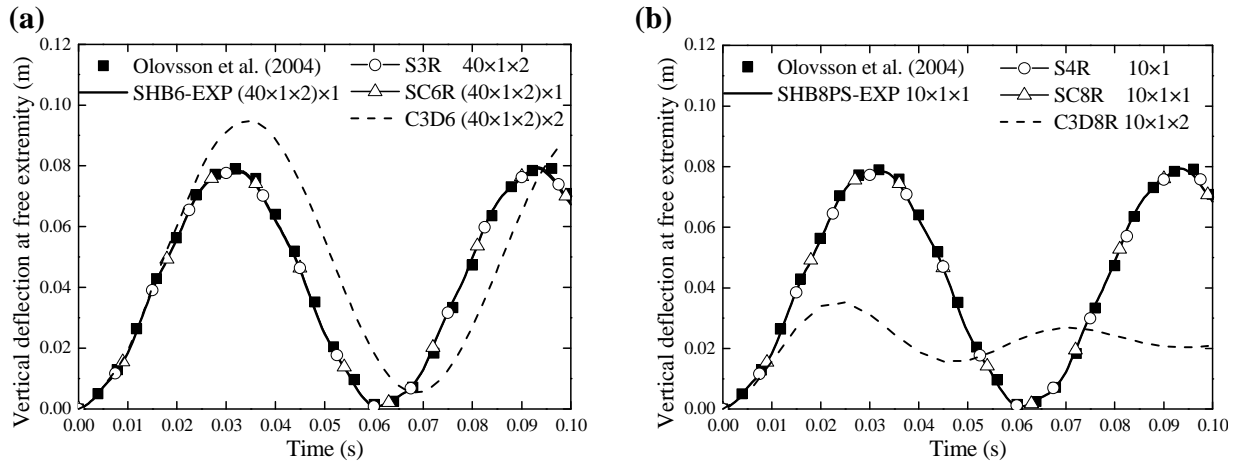 (a)
Vertical deflection at free extremity (m)
0.12
0.10
0.08
0.06
0.04
0.02
0.00
Olovsson et al. (2004)
SHB6-EXP (40×1×2)×1
S3R 40×1×2
SC6R (40×1×2)×1
C3D6 (40×1×2)×2
0.00 0.01 0.02 0.03 0.04 0.05 0.06 0.07 0.08 0.09 0.10
Time (s)
(b)
Vertical deflection at free extremity (m)
0.12
0.10
0.08
0.06
0.04
0.02
0.00
Olovsson et al. (2004)
SHB8PS-EXP 10×1×1
S4R 10×1
SC8R 10×1×1
C3D8R 10×1×2
0.00 0.01 0.02 0.03 0.04 0.05 0.06 0.07 0.08 0.09 0.10
Time (s)